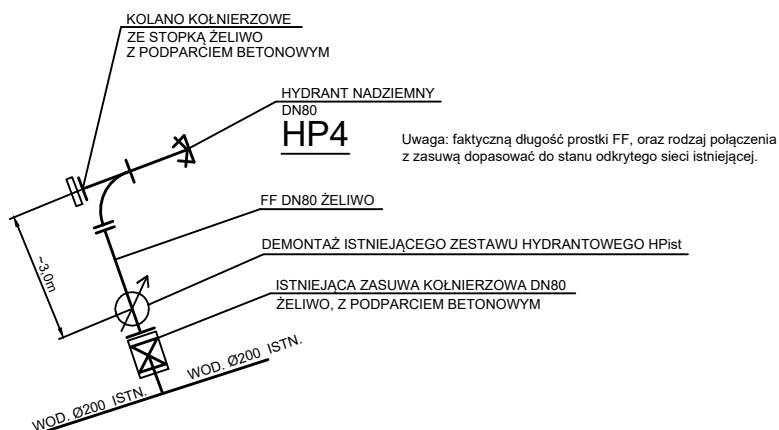 KOLANO KOŁNIERZOWE
ZE STOPKĄ ŻELIWO
Z PODPARCIEM BETONOWYM
HYDRANT NADZIEMNY
DN80
HP4
Uwaga: faktyczną długość prostki FF, oraz rodzaj połączenia
z zasuwą dopasować do stanu odkrytego sieci istniejącej.
FF DN80 ŻELIWO
DEMONTAŻ ISTNIEJĄCEGO ZESTAWU HYDRANTOWEGO HPist
~3,0m
ISTNIEJĄCA ZASUWA KOŁNIERZOWA DN80
ŻELIWO, Z PODPARCIEM BETONOWYM
WOD. Ø200 ISTN.
WOD. Ø200 ISTN.